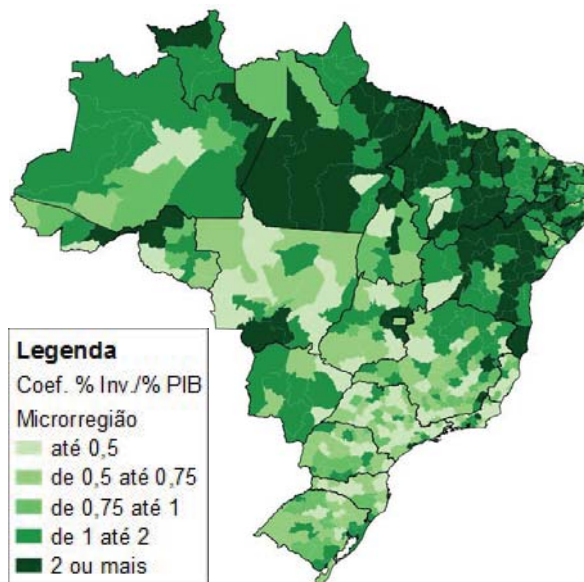 Legenda
Coef. % Inv./% PIB
Microrregião
até 0,5
de 0,5 até 0,75
de 0,75 até 1
de 1 até 2
2 ou mais